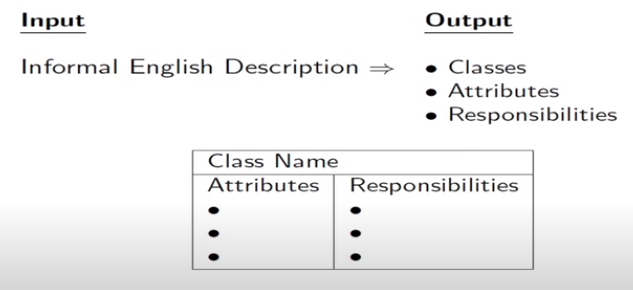 Input
Output
Informal English Description ⇒
• Classes
• Attributes
• Responsibilities
Class Name
Attributes
Responsibilities
•
•
•
•
•
•